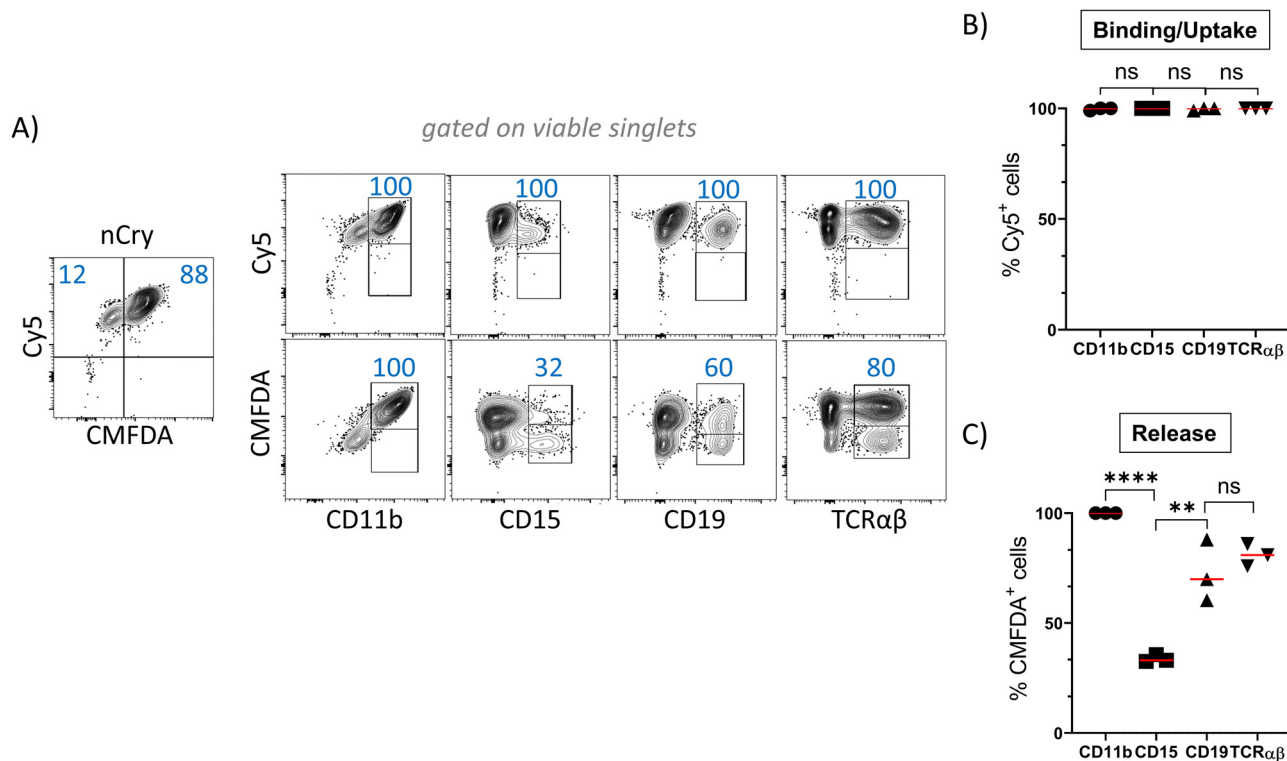 A)
gated on viable singlets
nCry
12 88
Cy5
CMFDA
100 100 100 100
Cy5
100 32 60 80
CMFDA
CD11b CD15 CD19 TCRαβ
B)
Binding/Uptake
ns ns ns
100
50
0
% Cy5+ cells
CD11b CD15 CD19 TCRαβ
C)
Release
**** ** ns
100
50
0
% CMFDA+ cells
CD11b CD15 CD19 TCRαβ